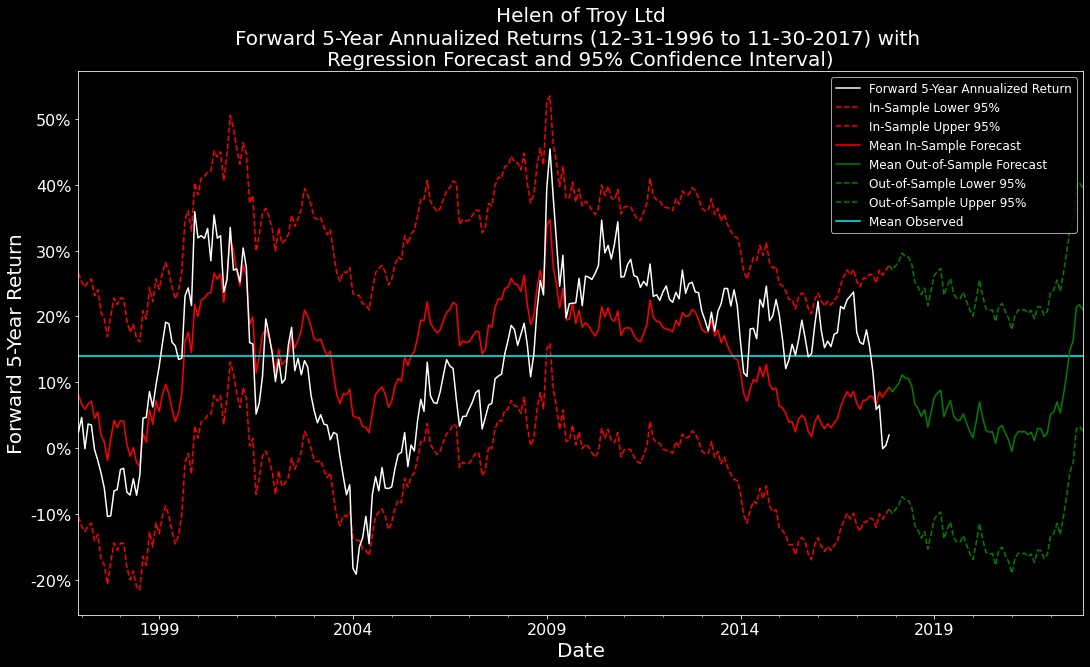 Helen of Troy Ltd
Forward 5-Year Annualized Returns (12-31-1996 to 11-30-2017) with
Regression Forecast and 95% Confidence Interval)
Forward 5-Year Annualized Return
In-Sample Lower 95%
In-Sample Upper 95%
Mean In-Sample Forecast
Mean Out-of-Sample Forecast
Out-of-Sample Lower 95%
Out-of-Sample Upper 95%
Mean Observed
Forward 5-Year Return
50%
40%
30%
20%
10%
0%
-10%
-20%
1999 2004 2009 2014 2019
Date